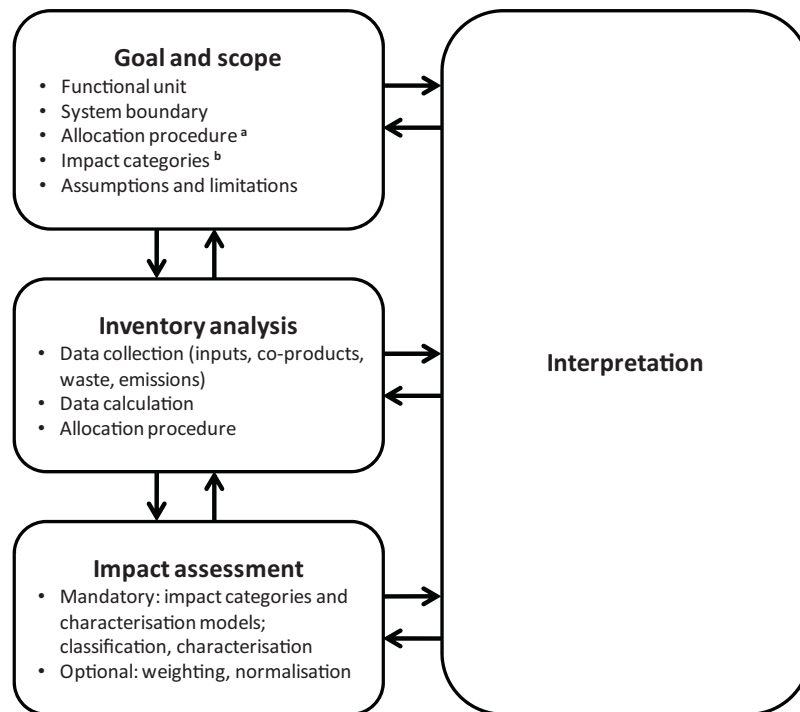 Goal and scope
• Functional unit
• System boundary
• Allocation procedure a
• Impact categories b
• Assumptions and limitations
Inventory analysis
• Data collection (inputs, co-products,
waste, emissions)
• Data calculation
• Allocation procedure
Impact assessment
• Mandatory: impact categories and
characterisation models;
classification, characterisation
• Optional: weighting, normalisation
Interpretation